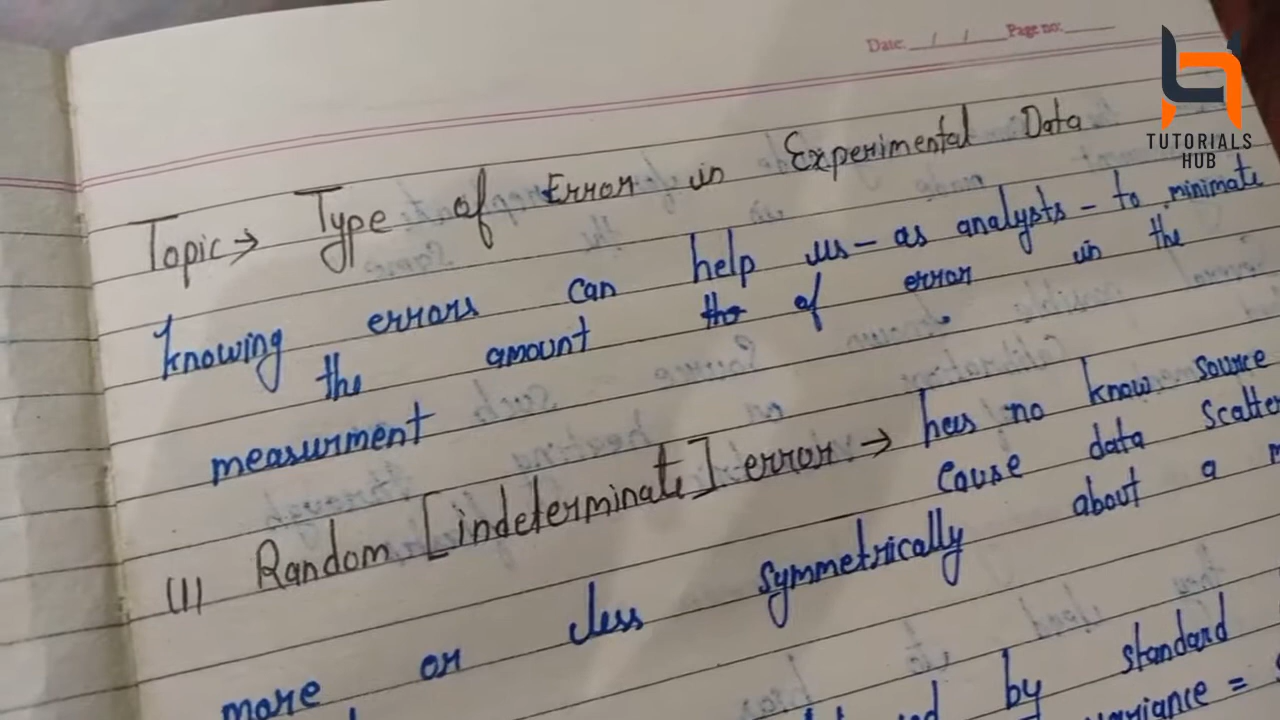 Date: / / Page no:
TUTORIALS
HUB
Topic → Type of Error in Experimental Data
knowing errors can help us - as analysts - to minimate
the amount of error in the
measurment
(1) Random [indeterminate] error → has no know source
cause data scatter
more or less symmetrically about a
by standard
variance =